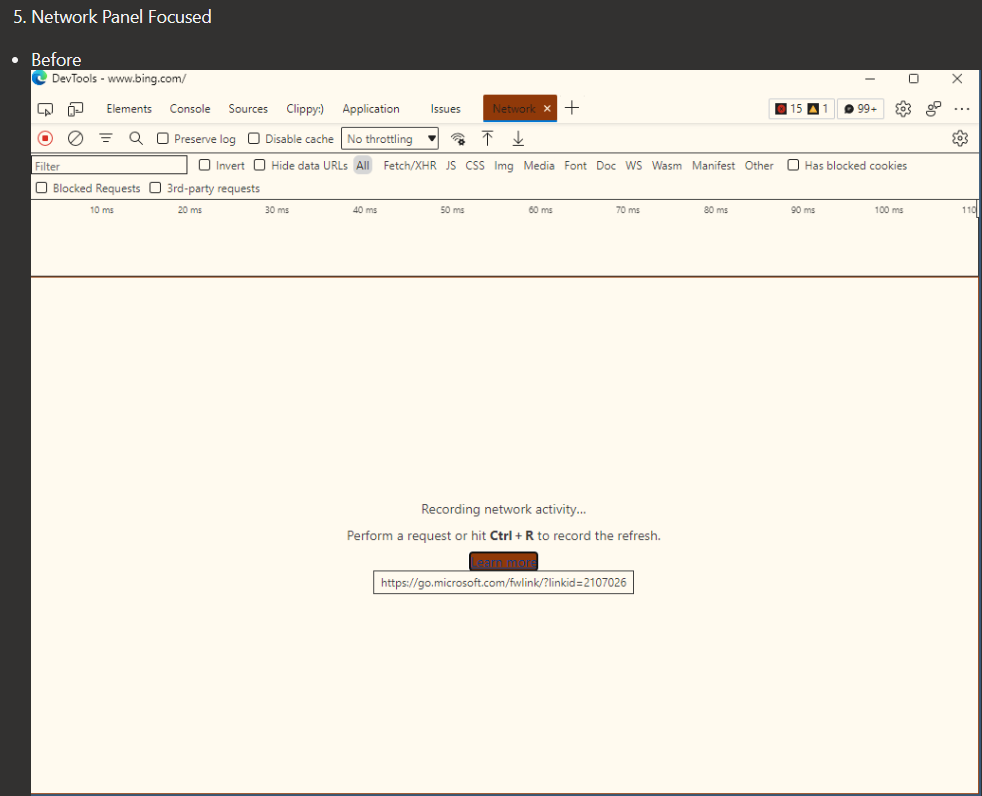 5. Network Panel Focused
• Before
DevTools - www.bing.com/
Elements Console Sources Clippy:) Application Issues Network 15 1 99+
Preserve log Disable cache No throttling
Filter Invert Hide data URLs All Fetch/XHR JS CSS Img Media Font Doc WS Wasm Manifest Other Has blocked cookies
Blocked Requests 3rd-party requests
10 ms 20 ms 30 ms 40 ms 50 ms 60 ms 70 ms 80 ms 90 ms 100 ms 110
Recording network activity...
Perform a request or hit Ctrl + R to record the refresh.
Learn more
https://go.microsoft.com/fwlink/?linkid=2107026